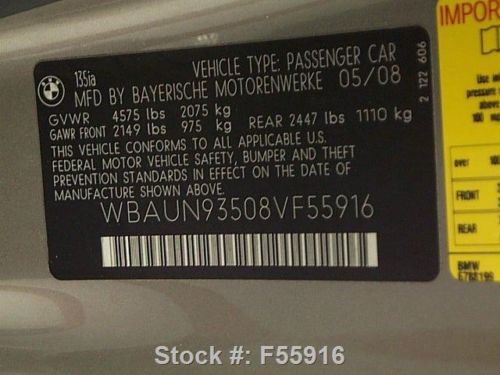 BMW
135ia
VEHICLE TYPE: PASSENGER CAR
MFD BY BAYERISCHE MOTORENWERKE 05/08
GVWR 4575 lbs 2075 kg
GAWR FRONT 2149 lbs 975 kg REAR 2447 lbs 1110 kg
THIS VEHICLE CONFORMS TO ALL APPLICABLE
FEDERAL MOTOR VEHICLE SAFETY, BUMPER AND THEFT
PREVENTION STANDARDS IN EFFECT ON THE DATE OF
MANUFACTURE SHOWN ABOVE.
WBAUN93508VF55916
2 122 606
IMPOR
over
100
FRONT
REAR
BMW
Stock #: F55916